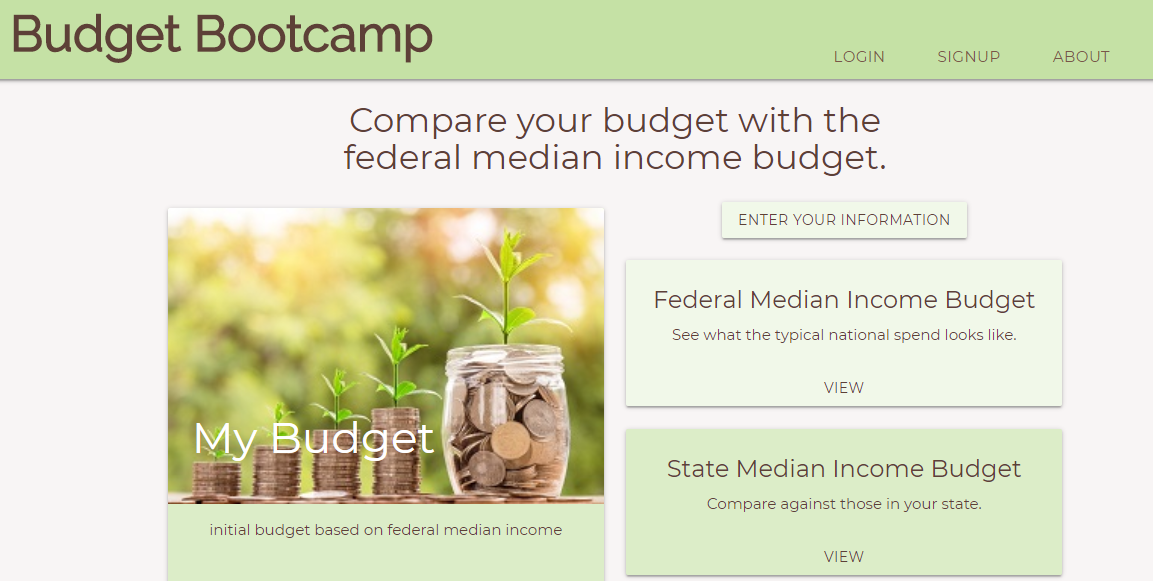 Budget Bootcamp
LOGIN SIGNUP ABOUT
Compare your budget with the
federal median income budget.
My Budget
initial budget based on federal median income
ENTER YOUR INFORMATION
Federal Median Income Budget
See what the typical national spend looks like.
VIEW
State Median Income Budget
Compare against those in your state.
VIEW